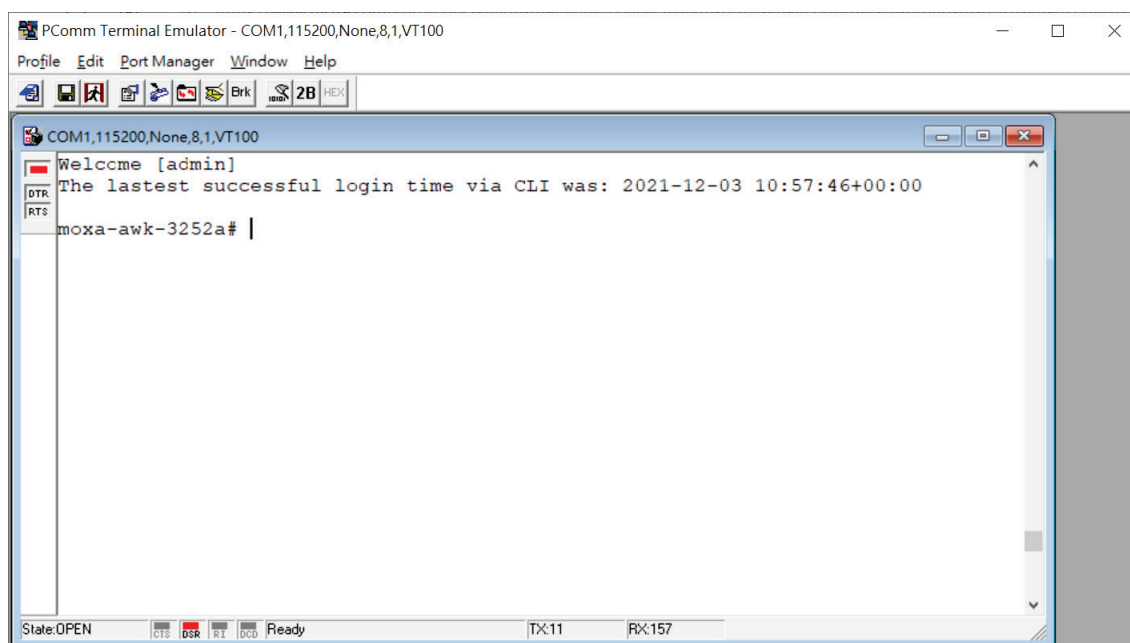 PComm Terminal Emulator - COM1,115200,None,8,1,VT100
Profile Edit Port Manager Window Help
Brk 2B HEX
COM1,115200,None,8,1,VT100
Welcome [admin]
DTR The lastest successful login time via CLI was: 2021-12-03 10:57:46+00:00
RTS
moxa-awk-3252a#
State:OPEN CTS DSR RI DCD Ready TX:11 RX:157